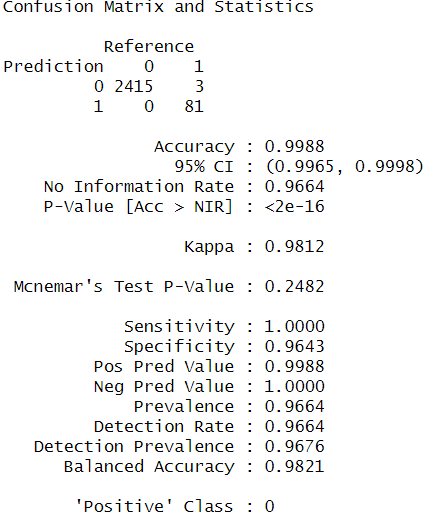 Confusion Matrix and Statistics

          Reference
Prediction    0    1
         0 2415    3
         1    0   81

               Accuracy : 0.9988
                 95% CI : (0.9965, 0.9998)
    No Information Rate : 0.9664
    P-Value [Acc > NIR] : <2e-16

                  Kappa : 0.9812

 Mcnemar's Test P-Value : 0.2482

            Sensitivity : 1.0000
            Specificity : 0.9643
         Pos Pred Value : 0.9988
         Neg Pred Value : 1.0000
             Prevalence : 0.9664
         Detection Rate : 0.9664
   Detection Prevalence : 0.9676
      Balanced Accuracy : 0.9821

       'Positive' Class : 0